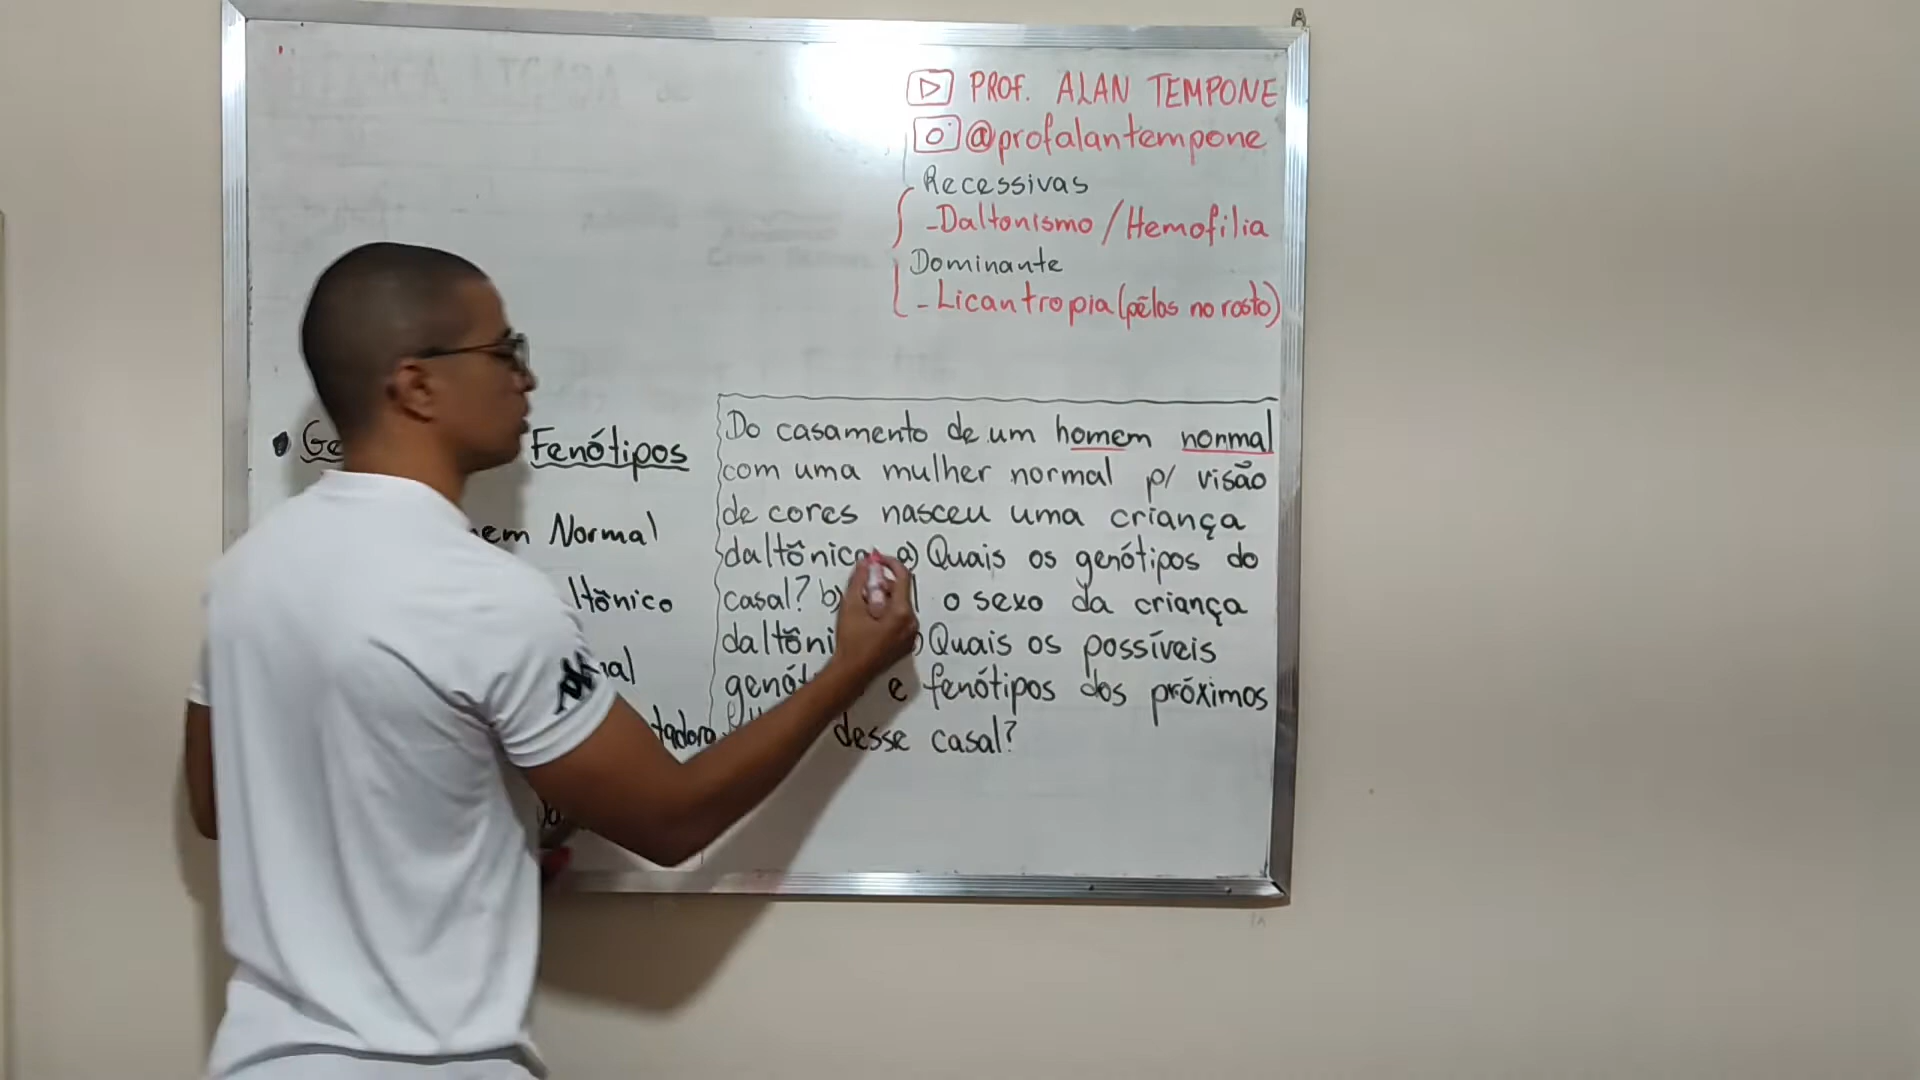 PROF. ALAN TEMPONE
@profalantempone
Recessivas
-Daltonismo/Hemofilia
Dominante
-Licantropia (pêlos no rosto)
Fenótipos
Normal
Do casamento de um homem normal
com uma mulher normal p/ visão
de cores nasceu uma criança
daltônica. a) Quais os genótipos do
casal? b) o sexo da criança
Quais os possíveis
e fenótipos dos próximos
desse casal?